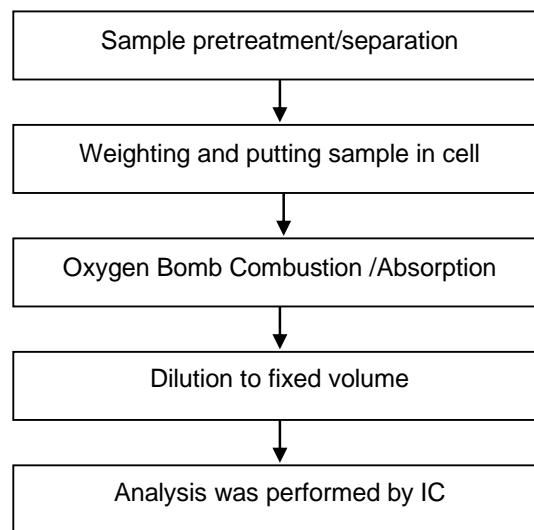 Sample pretreatment/separation
Weighting and putting sample in cell
Oxygen Bomb Combustion /Absorption
Dilution to fixed volume
Analysis was performed by IC